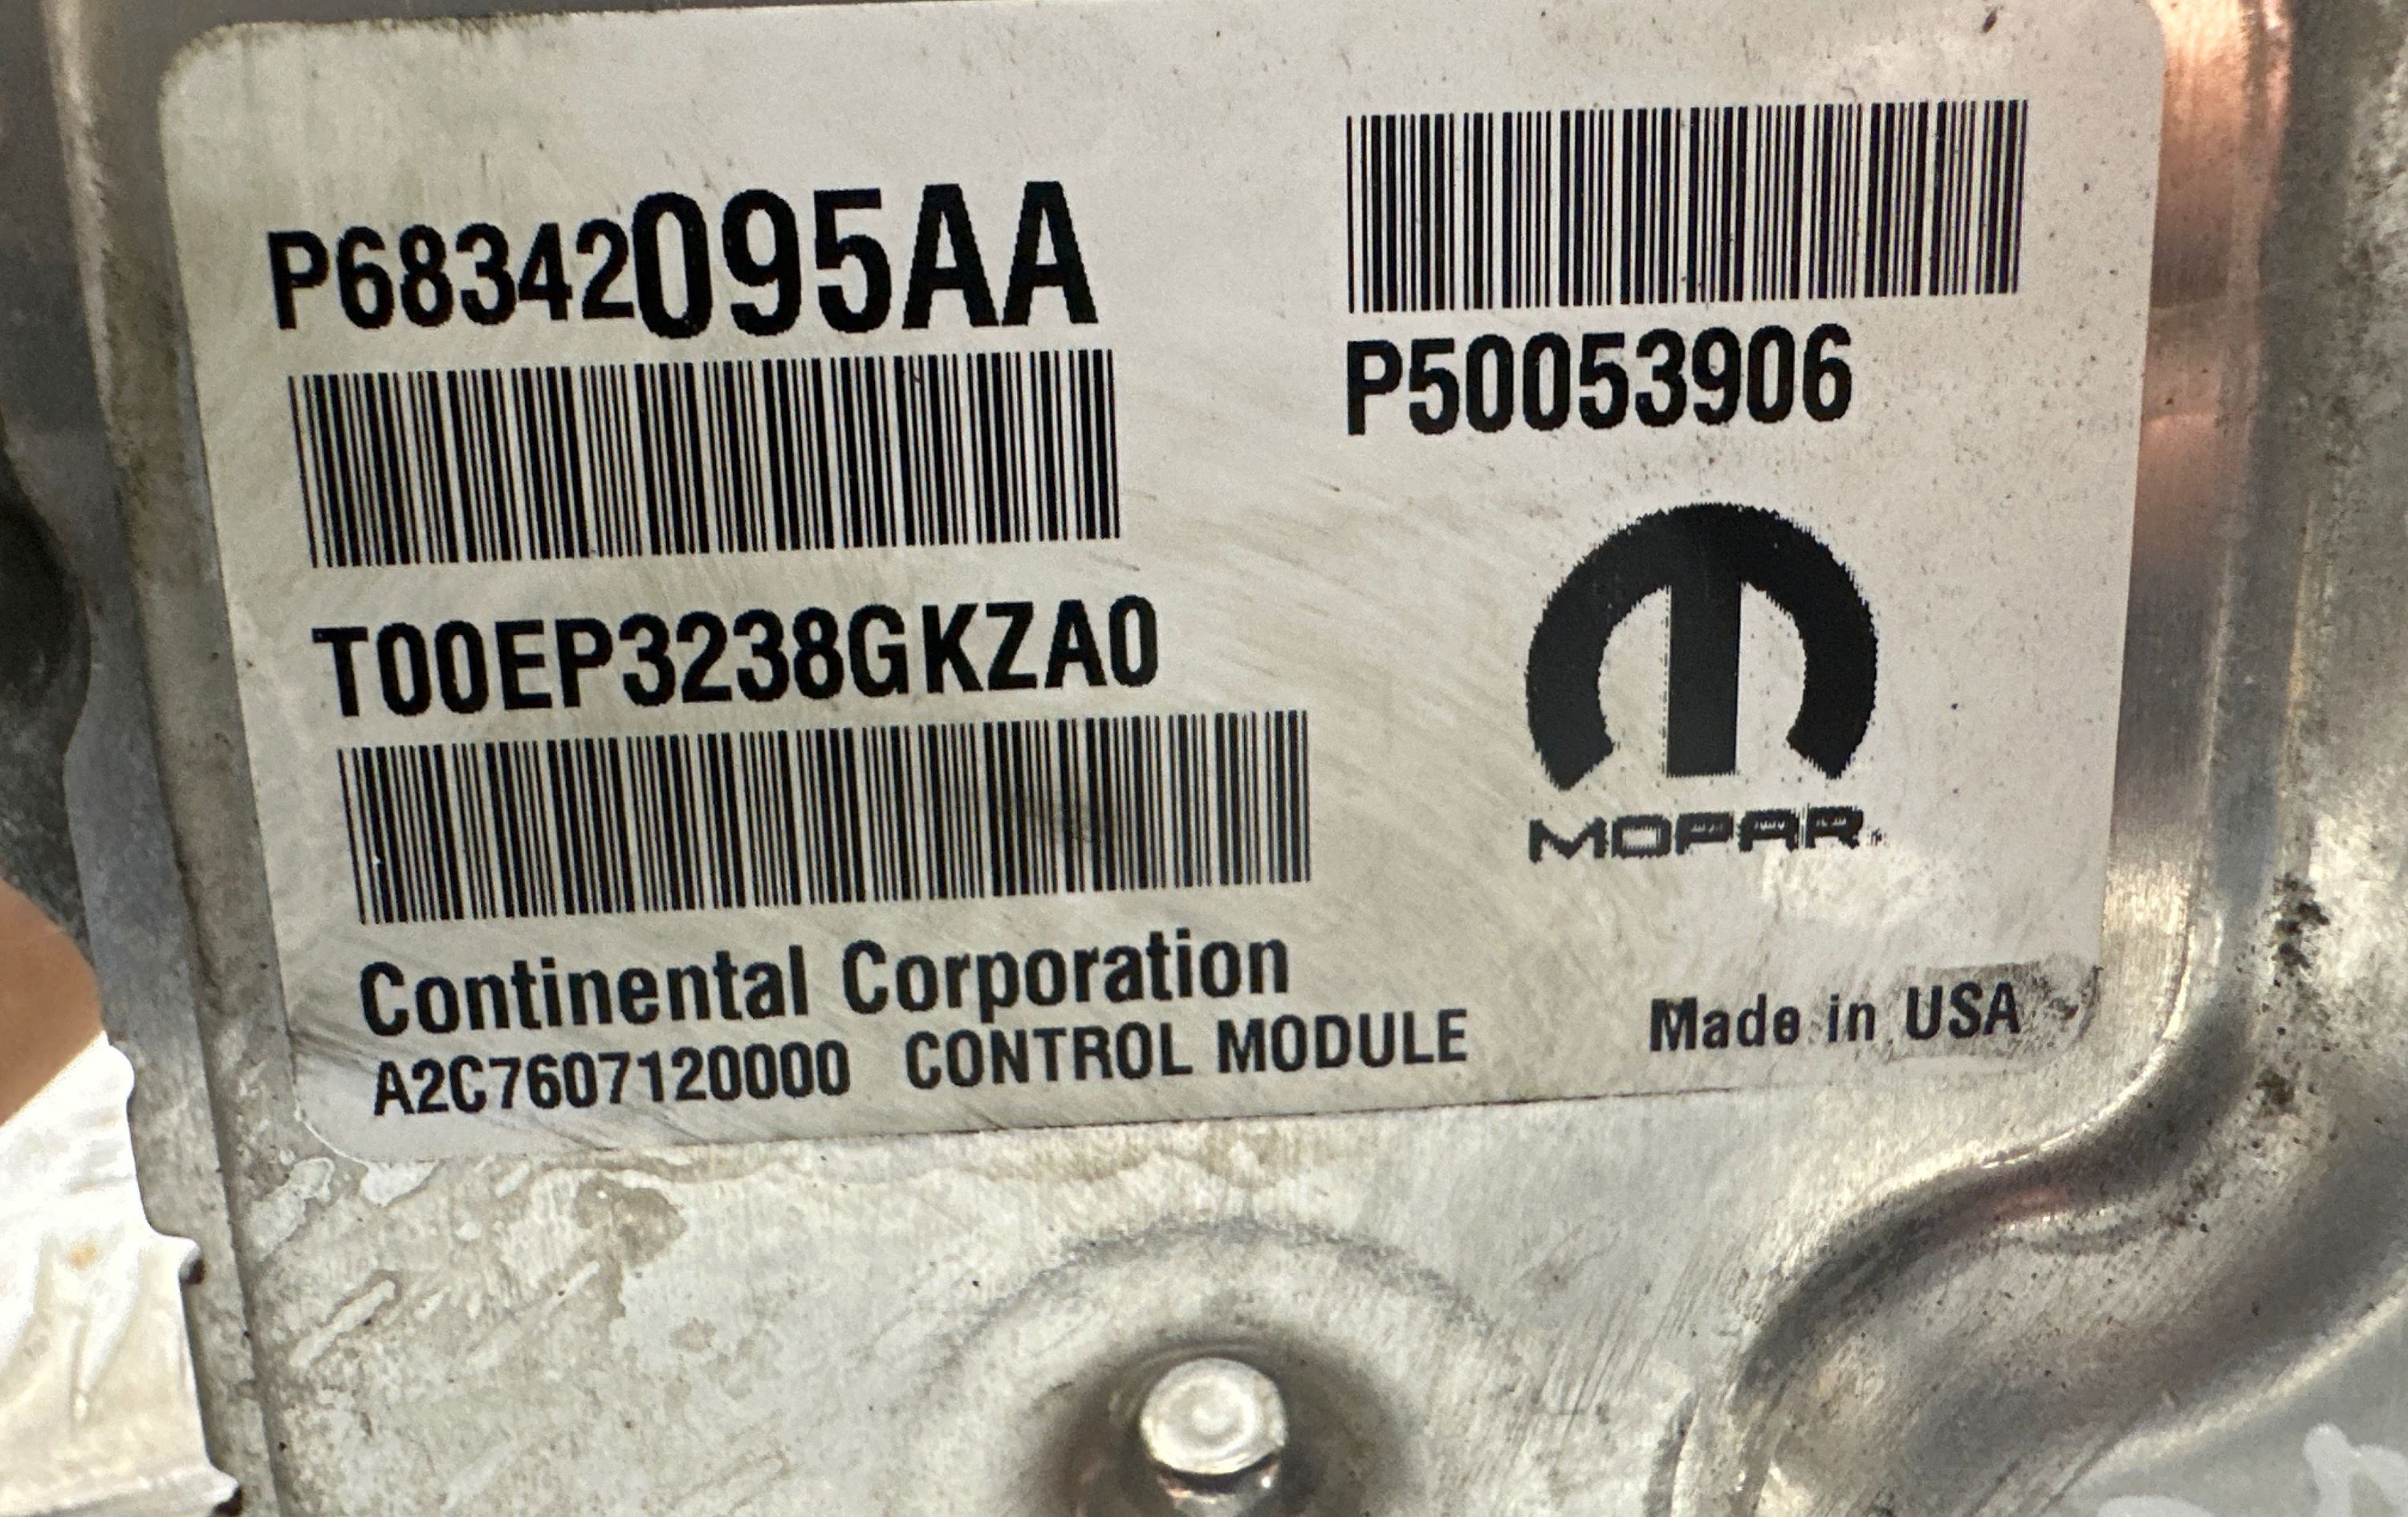 P68342095AA
P50053906
T00EP3238GKZA0
MOPAR
Continental Corporation
A2C7607120000 CONTROL MODULE
Made in USA